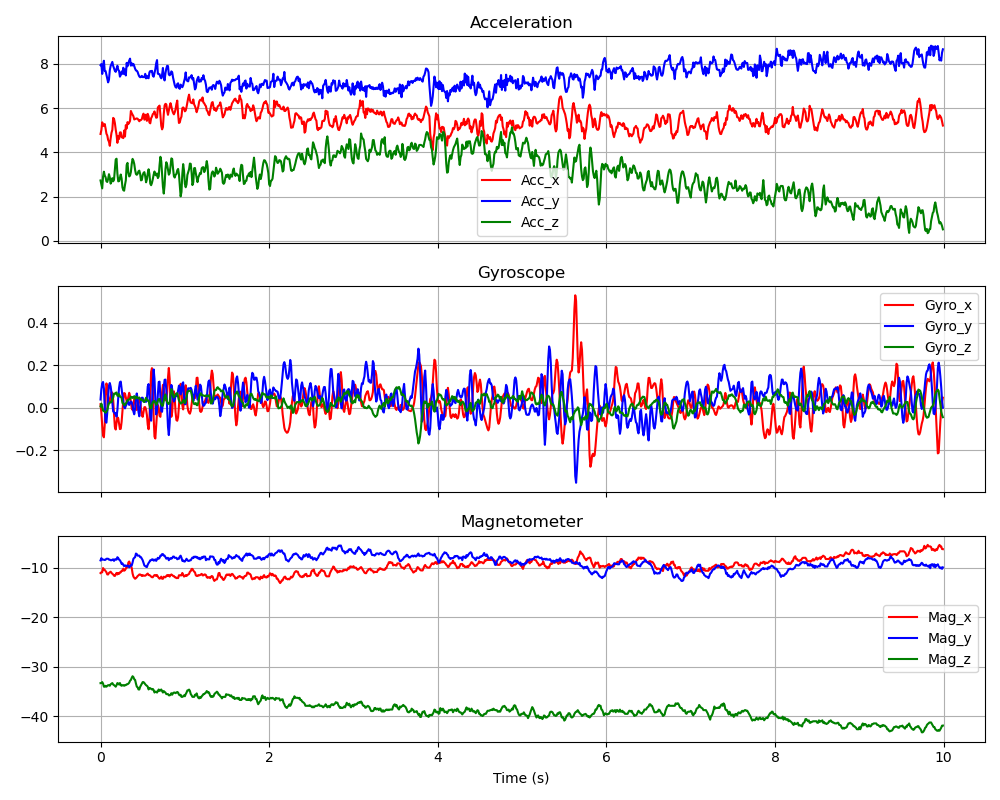 Acceleration
8
6
4
2
0
Acc_x
Acc_y
Acc_z
Gyroscope
0.4
0.2
0.0
−0.2
Gyro_x
Gyro_y
Gyro_z
Magnetometer
−10
−20
−30
−40
Mag_x
Mag_y
Mag_z
0 2 4 6 8 10
Time (s)